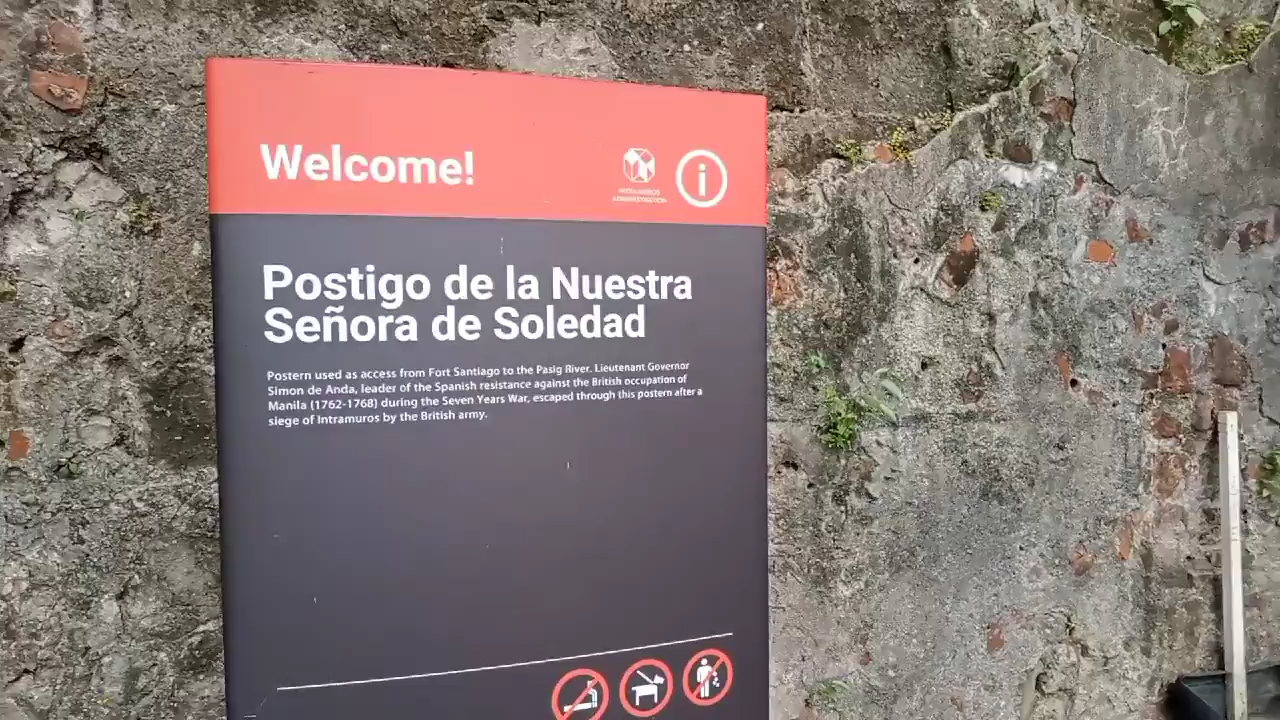 Welcome!
INTRAMUROS
ADMINISTRATION
i
Postigo de la Nuestra
Señora de Soledad
Postern used as access from Fort Santiago to the Pasig River. Lieutenant Governor
Simon de Anda, leader of the Spanish resistance against the British occupation of
Manila (1762-1768) during the Seven Years War, escaped through this postern after a
siege of Intramuros by the British army.